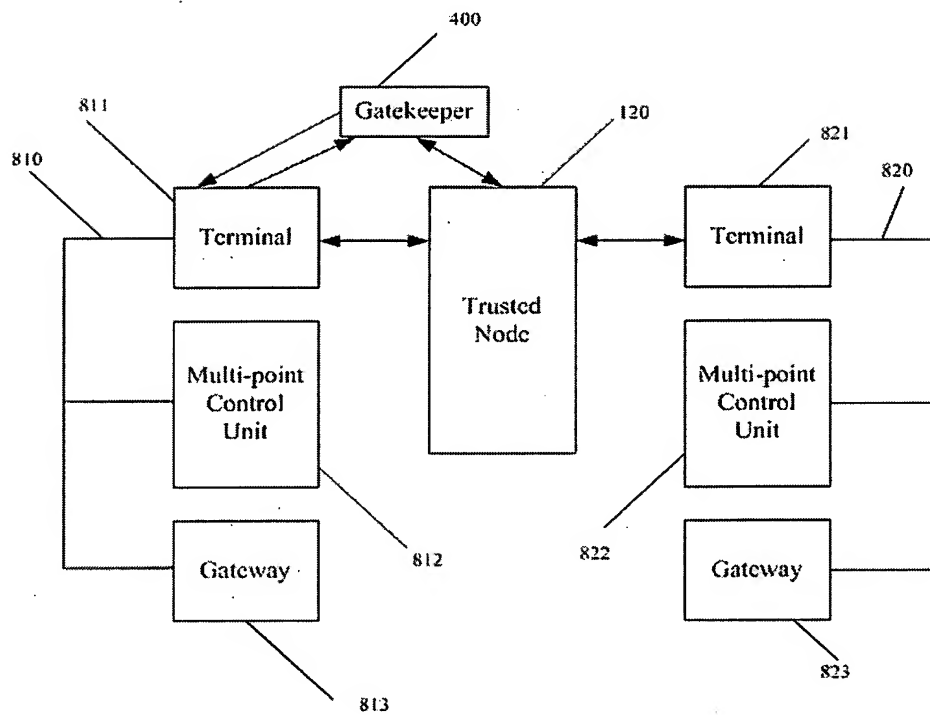 400
Gatekeeper
811
120
821
810
820
Terminal
Terminal
Trusted
Node
Multi-point
Control
Unit
Multi-point
Control
Unit
812
822
Gateway
Gateway
813
823